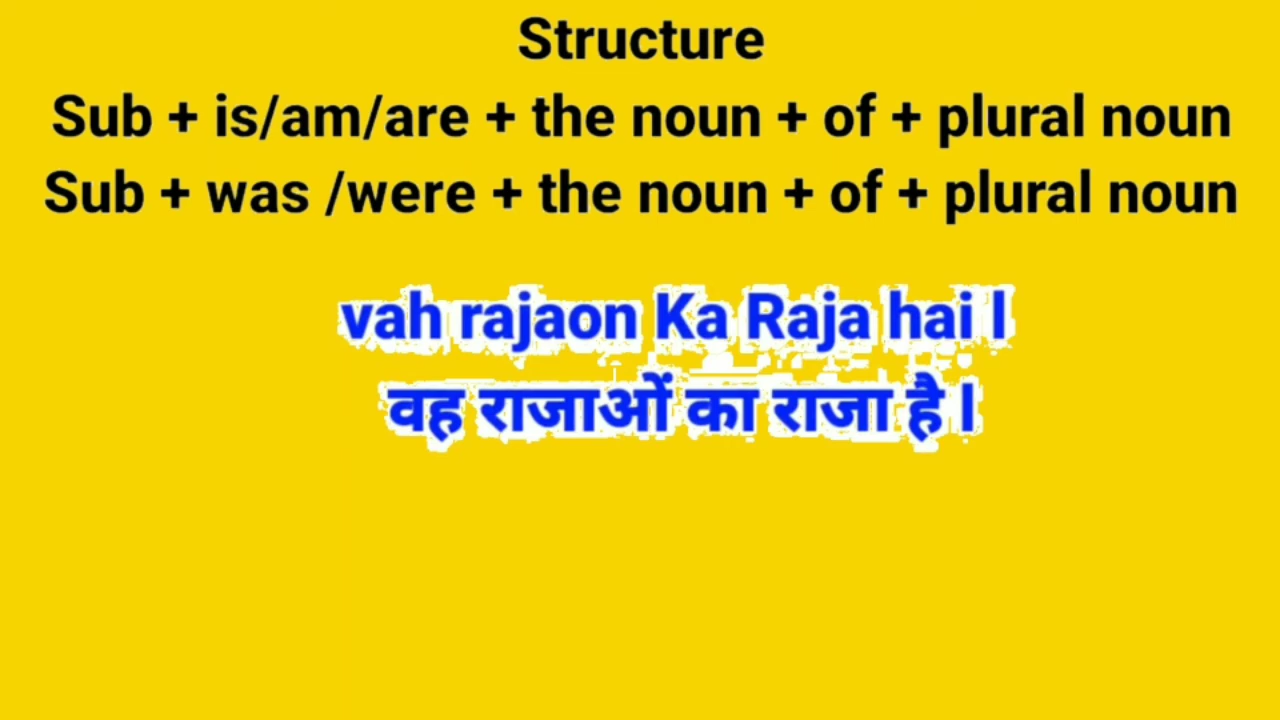 Structure
Sub + is/am/are + the noun + of + plural noun
Sub + was /were + the noun + of + plural noun
vah rajaon Ka Raja hai l
वह राजाओं का राजा है l